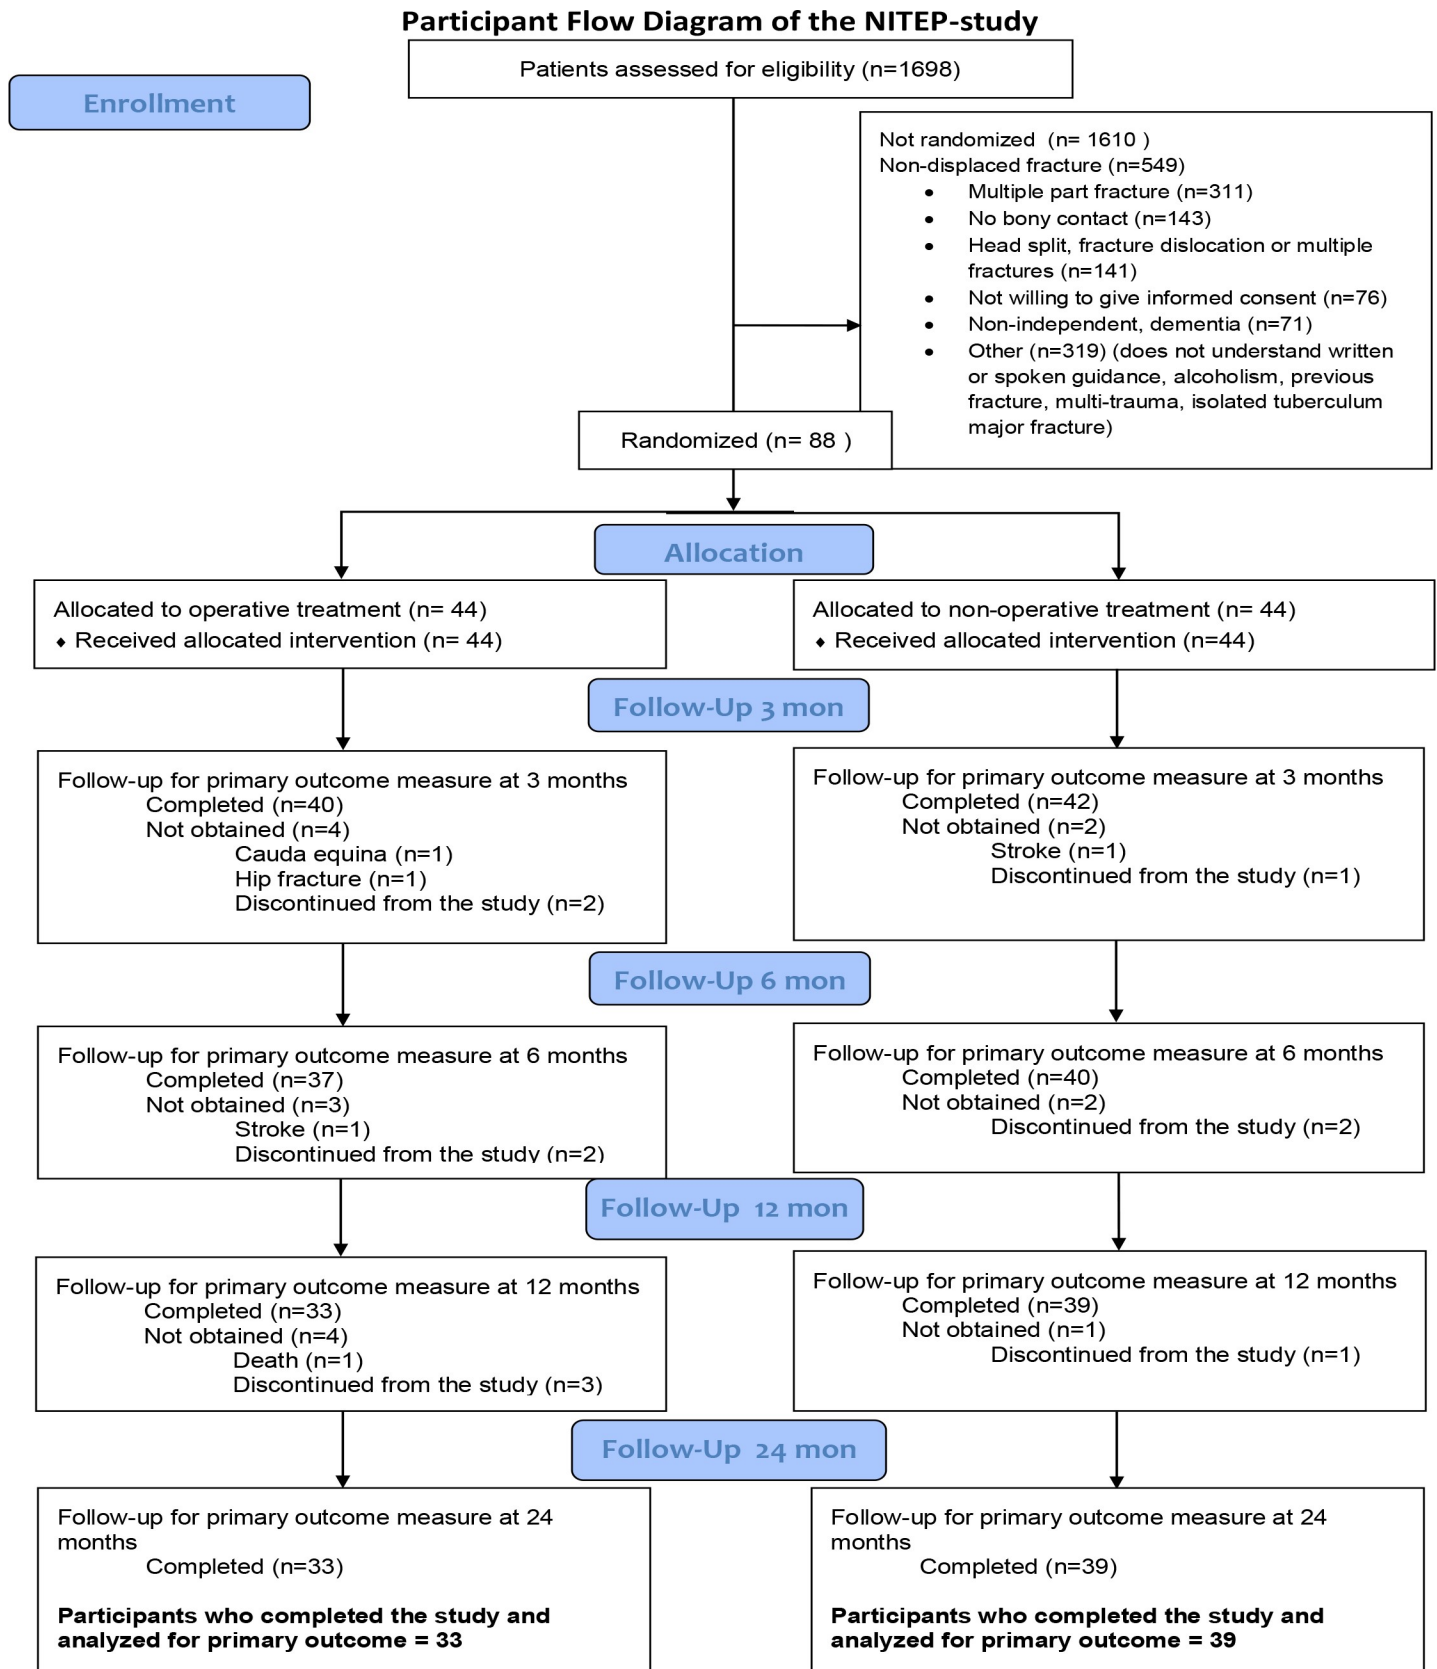 Participant Flow Diagram of the NITEP-study
Patients assessed for eligibility (n=1698)
Enrollment
Not randomized  (n= 1610 )
Non-displaced fracture (n=549)
• Multiple part fracture (n=311)
• No bony contact (n=143)
• Head split, fracture dislocation or multiple
fractures (n=141)
• Not willing to give informed consent (n=76)
• Non-independent, dementia (n=71)
• Other (n=319) (does not understand written
or spoken guidance, alcoholism, previous
fracture, multi-trauma, isolated tuberculum
major fracture)
Randomized (n= 88 )
Allocation
Allocated to operative treatment (n= 44)
♦ Received allocated intervention (n= 44)
Allocated to non-operative treatment (n= 44)
♦ Received allocated intervention (n=44)
Follow-Up 3 mon
Follow-up for primary outcome measure at 3 months
Completed (n=40)
Not obtained (n=4)
Cauda equina (n=1)
Hip fracture (n=1)
Discontinued from the study (n=2)
Follow-up for primary outcome measure at 3 months
Completed (n=42)
Not obtained (n=2)
Stroke (n=1)
Discontinued from the study (n=1)
Follow-Up 6 mon
Follow-up for primary outcome measure at 6 months
Completed (n=37)
Not obtained (n=3)
Stroke (n=1)
Discontinued from the study (n=2)
Follow-up for primary outcome measure at 6 months
Completed (n=40)
Not obtained (n=2)
Discontinued from the study (n=2)
Follow-Up  12 mon
Follow-up for primary outcome measure at 12 months
Completed (n=33)
Not obtained (n=4)
Death (n=1)
Discontinued from the study (n=3)
Follow-up for primary outcome measure at 12 months
Completed (n=39)
Not obtained (n=1)
Discontinued from the study (n=1)
Follow-Up  24 mon
Follow-up for primary outcome measure at 24
months
Completed (n=33)
Participants who completed the study and
analyzed for primary outcome = 33
Follow-up for primary outcome measure at 24
months
Completed (n=39)
Participants who completed the study and
analyzed for primary outcome = 39